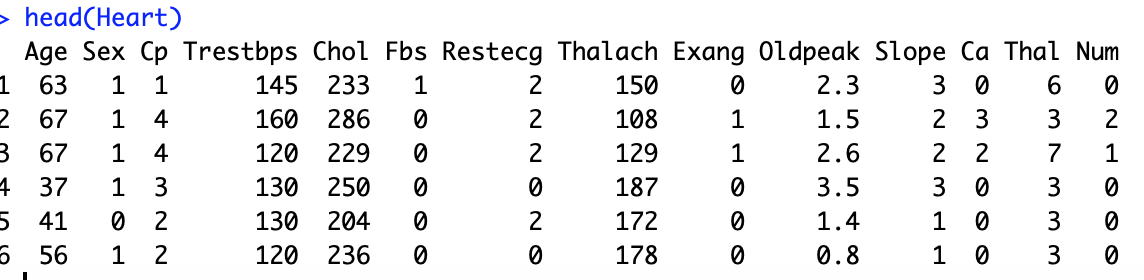 > head(Heart)
Age Sex Cp Trestbps Chol Fbs Restecg Thalach Exang Oldpeak Slope Ca Thal Num
1 63 1 1 145 233 1 2 150 0 2.3 3 0 6 0
2 67 1 4 160 286 0 2 108 1 1.5 2 3 3 2
3 67 1 4 120 229 0 2 129 1 2.6 2 2 7 1
4 37 1 3 130 250 0 0 187 0 3.5 3 0 3 0
5 41 0 2 130 204 0 2 172 0 1.4 1 0 3 0
6 56 1 2 120 236 0 0 178 0 0.8 1 0 3 0